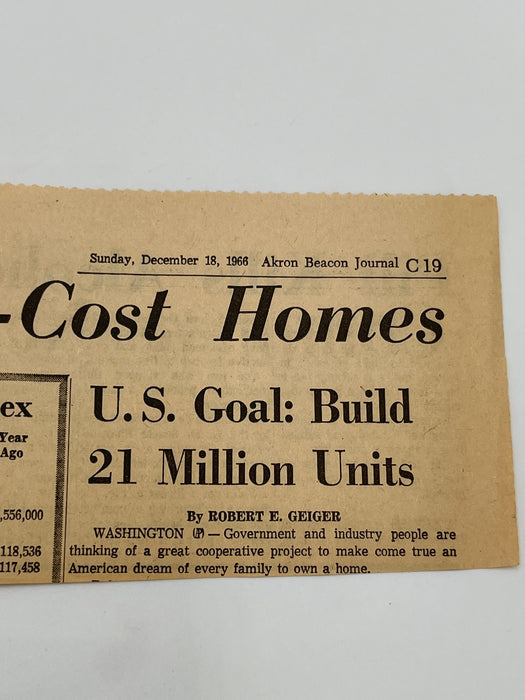 Sunday, December 18, 1966 Akron Beacon Journal C 19
-Cost Homes
ex
Year
Ago
,556,000
118,536
117,458
U. S. Goal: Build
21 Million Units
By ROBERT E. GEIGER
WASHINGTON (AP) — Government and industry people are
thinking of a great cooperative project to make come true an
American dream of every family to own a home.